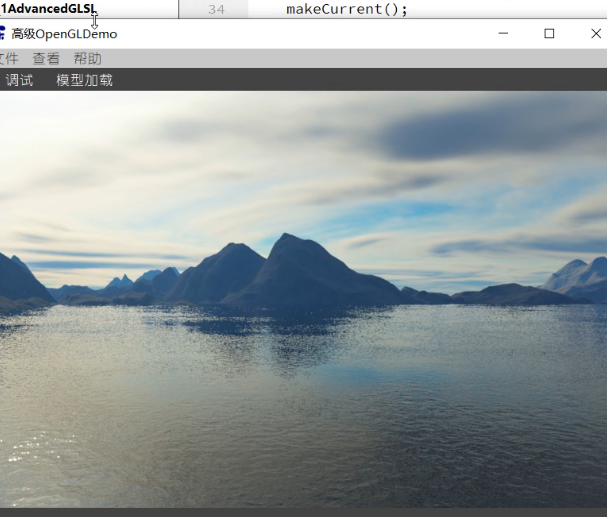 1AdvancedGLSL
34 makeCurrent();
高级OpenGLDemo
文件 查看 帮助
调试 模型加载